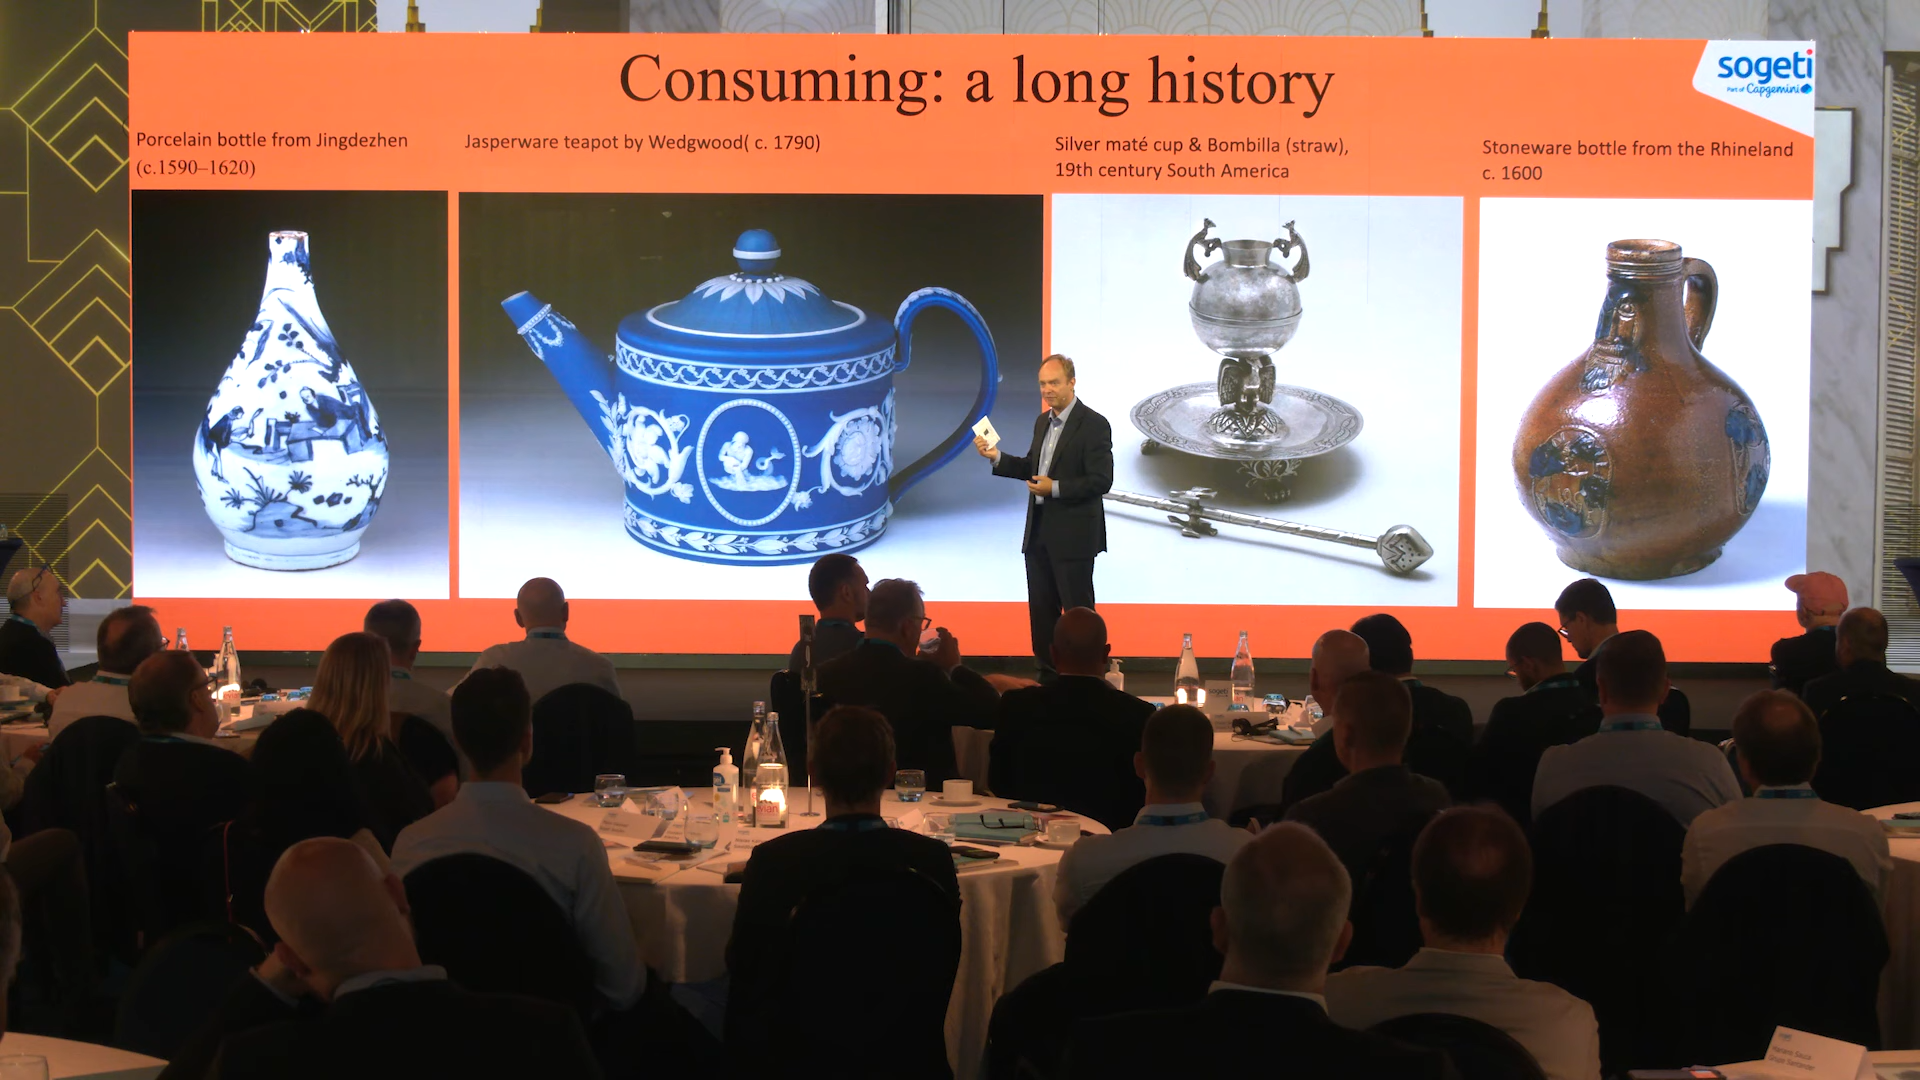 Consuming: a long history
sogeti
Part of Capgemini
Porcelain bottle from Jingdezhen
(c.1590–1620)
Jasperware teapot by Wedgwood( c. 1790)
Silver maté cup & Bombilla (straw),
19th century South America
Stoneware bottle from the Rhineland
c. 1600
sogeti